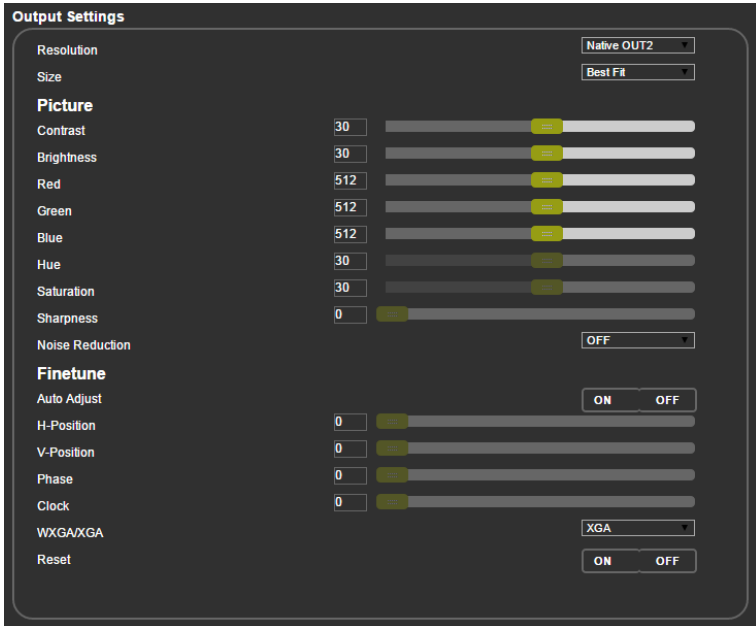 Output Settings
Resolution Native OUT2
Size Best Fit
Picture
Contrast 30
Brightness 30
Red 512
Green 512
Blue 512
Hue 30
Saturation 30
Sharpness 0
Noise Reduction OFF
Finetune
Auto Adjust ON OFF
H-Position 0
V-Position 0
Phase 0
Clock 0
WXGA/XGA XGA
Reset ON OFF